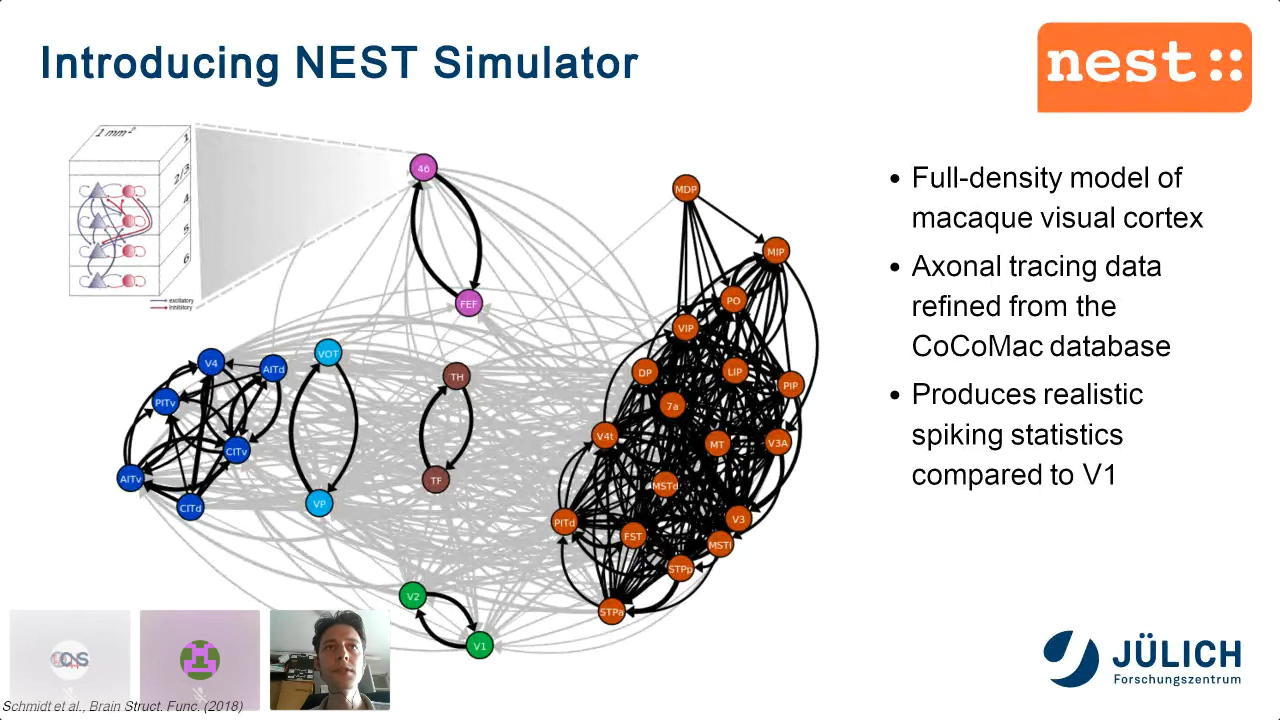 Introducing NEST Simulator
nest::
1 mm²
1
2/3
4
5
6
excitatory
inhibitory
46
FEF
MDP
MIP
PO
VIP
DP
LIP
PIP
7a
V4t
MT
V3A
MSTd
PITd
V3
FST
MSTl
STPp
STPa
V4
AITd
PITv
CITv
AITv
CITd
VOT
VP
TH
TF
V2
V1
• Full-density model of
macaque visual cortex
• Axonal tracing data
refined from the
CoCoMac database
• Produces realistic
spiking statistics
compared to V1
Schmidt et al., Brain Struct. Func. (2018)
JÜLICH
Forschungszentrum